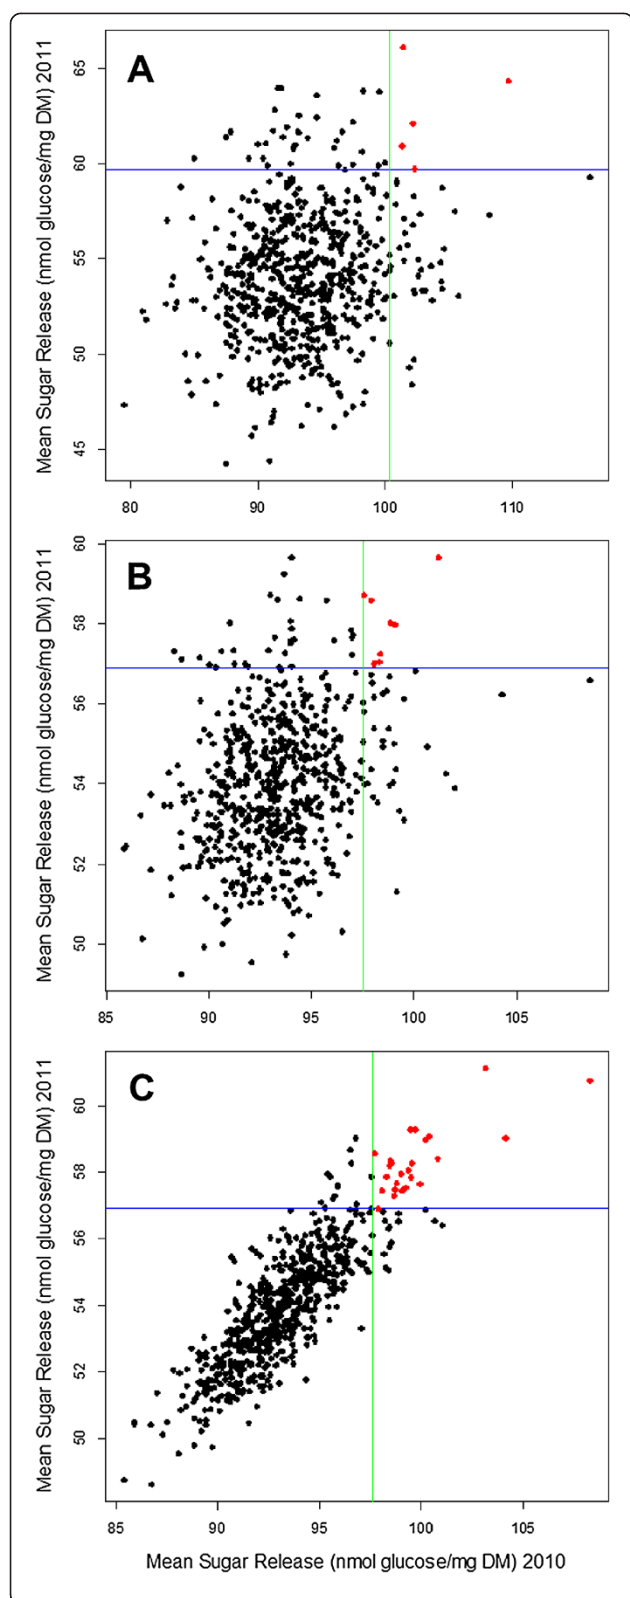 A
Mean Sugar Release (nmol glucose/mg DM) 2011
65
60
55
50
45
80 90 100 110
B
Mean Sugar Release (nmol glucose/mg DM) 2011
60
58
56
54
52
50
85 90 95 100 105
C
Mean Sugar Release (nmol glucose/mg DM) 2011
60
58
56
54
52
50
85 90 95 100 105
Mean Sugar Release (nmol glucose/mg DM) 2010